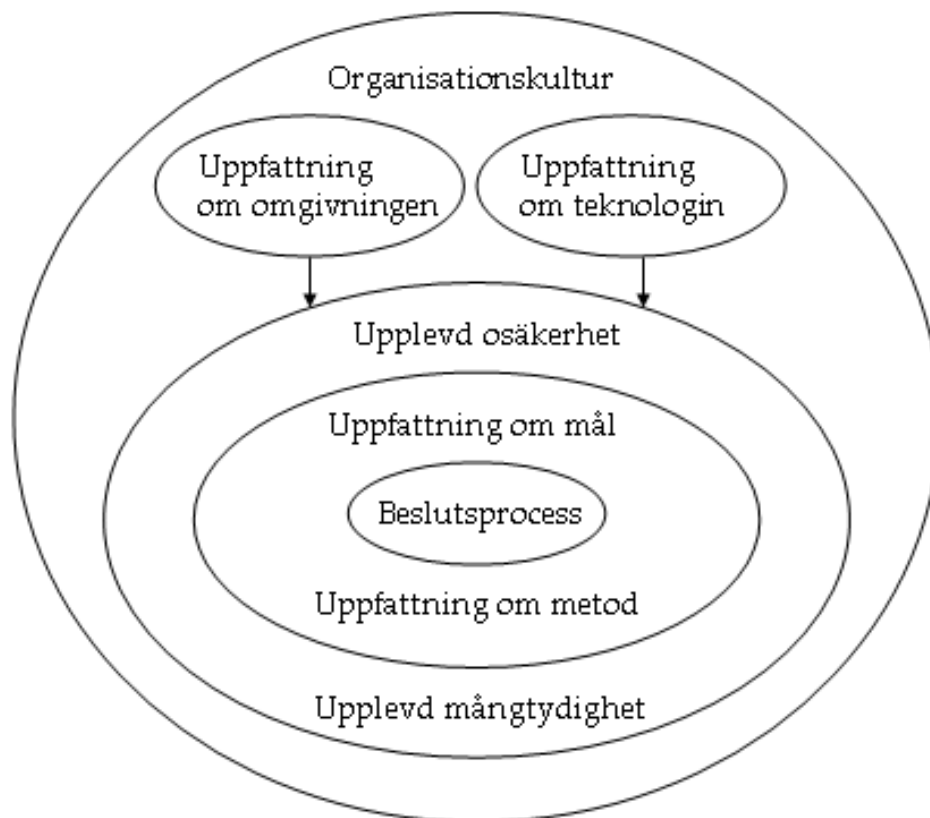 Organisationskultur
Uppfattning
om omgivningen
Uppfattning
om teknologin
Upplevd osäkerhet
Uppfattning om mål
Beslutsprocess
Uppfattning om metod
Upplevd mångtydighet